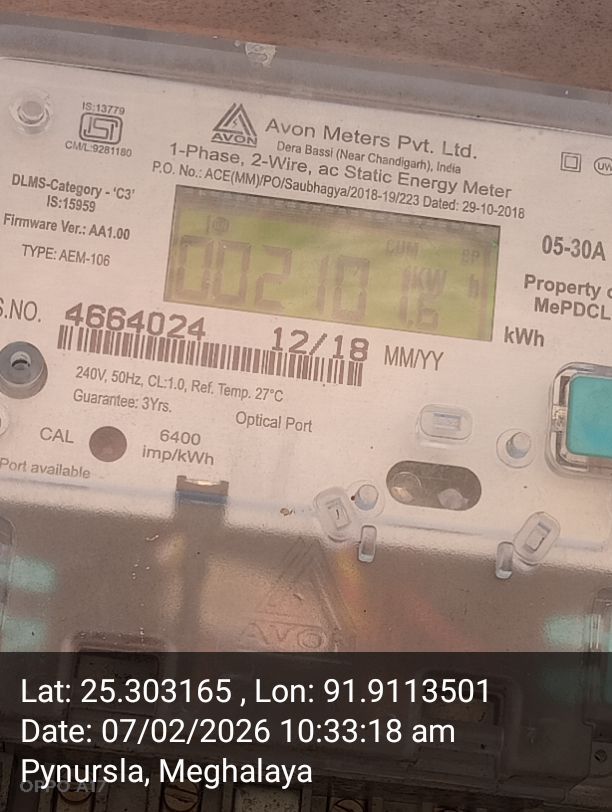 IS:13779
CM/L:9281180
AVON
Avon Meters Pvt. Ltd.
Dera Bassi (Near Chandigarh), India
1-Phase, 2-Wire, ac Static Energy Meter
P.O. No.: ACE(MM)/PO/Saubhagya/2018-19/223 Dated: 29-10-2018
DLMS-Category - 'C3'
IS:15959
Firmware Ver.: AA1.00
TYPE: AEM-106
05-30A
Property
MePDCL
CUM
KW h
kWh
S.NO. 4664024 12/18 MM/YY
240V, 50Hz, CL:1.0, Ref. Temp. 27°C
Guarantee: 3Yrs.
Optical Port
CAL
6400
imp/kWh
Port available
AVON
Lat: 25.303165 , Lon: 91.9113501
Date: 07/02/2026 10:33:18 am
Pynursla, Meghalaya
OPPO A17